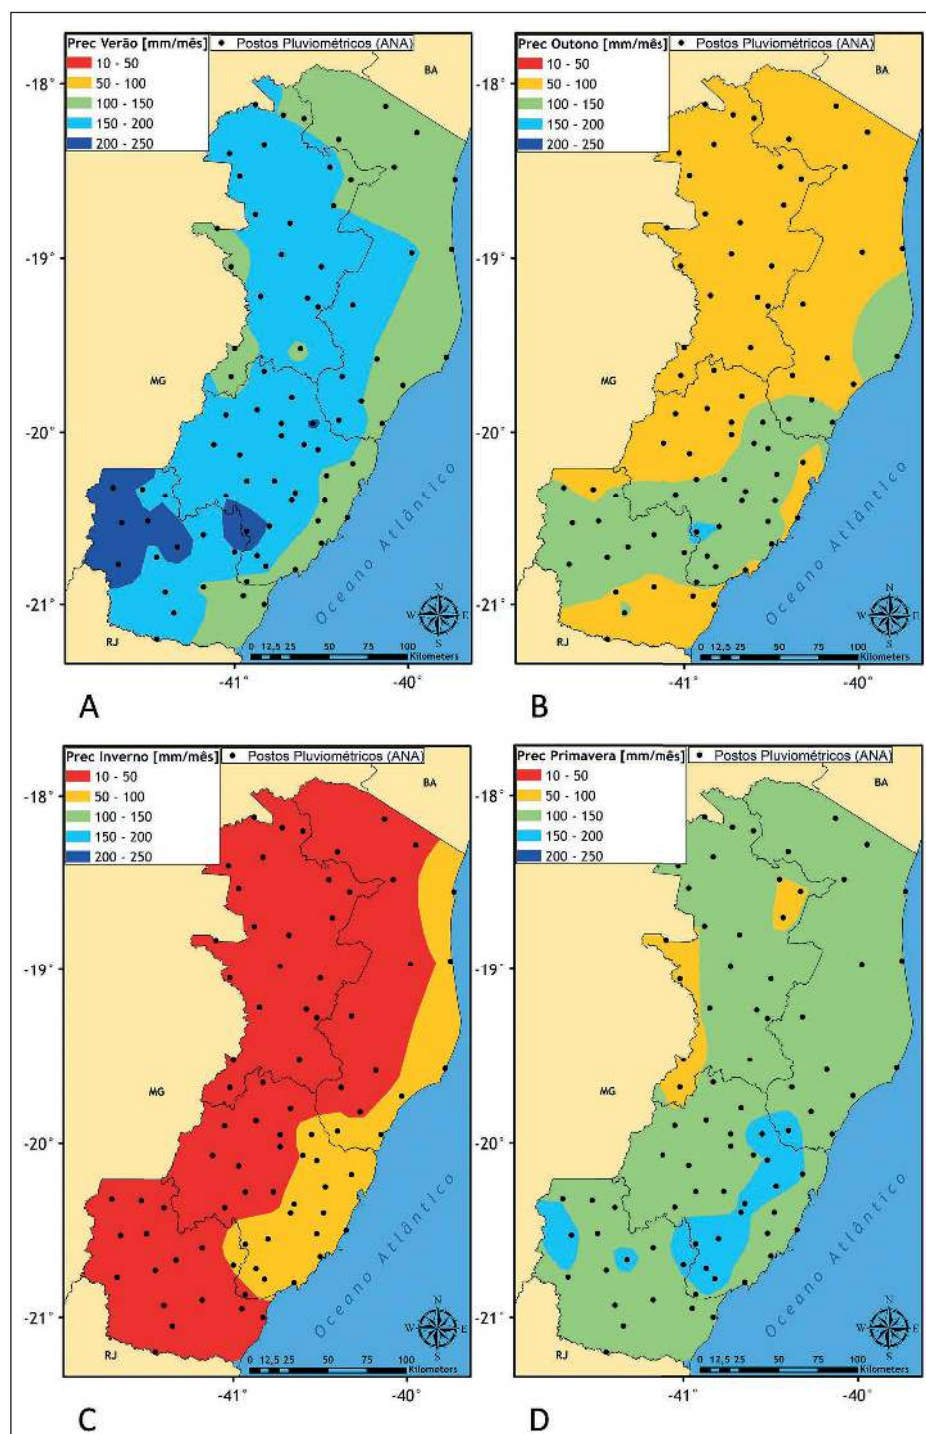 Prec Verão [mm/mês]
Postos Pluviométricos (ANA)
10 - 50
50 - 100
100 - 150
150 - 200
200 - 250
BA
MG
RJ
Oceano Atlântico
N
W E
S
0 12,5 25 50 75 100
Kilometers
-18°
-19°
-20°
-21°
-41° -40°
A
Prec Outono [mm/mês]
Postos Pluviométricos (ANA)
10 - 50
50 - 100
100 - 150
150 - 200
200 - 250
BA
MG
RJ
Oceano Atlântico
N
W E
S
0 12,5 25 50 75 100
Kilometers
-18°
-19°
-20°
-21°
-41° -40°
B
Prec Inverno [mm/mês]
Postos Pluviométricos (ANA)
10 - 50
50 - 100
100 - 150
150 - 200
200 - 250
BA
MG
RJ
Oceano Atlântico
N
W E
S
0 12,5 25 50 75 100
Kilometers
-18°
-19°
-20°
-21°
-41° -40°
C
Prec Primavera [mm/mês]
Postos Pluviométricos (ANA)
10 - 50
50 - 100
100 - 150
150 - 200
200 - 250
BA
MG
RJ
Oceano Atlântico
N
W E
S
0 12,5 25 50 75 100
Kilometers
-18°
-19°
-20°
-21°
-41° -40°
D